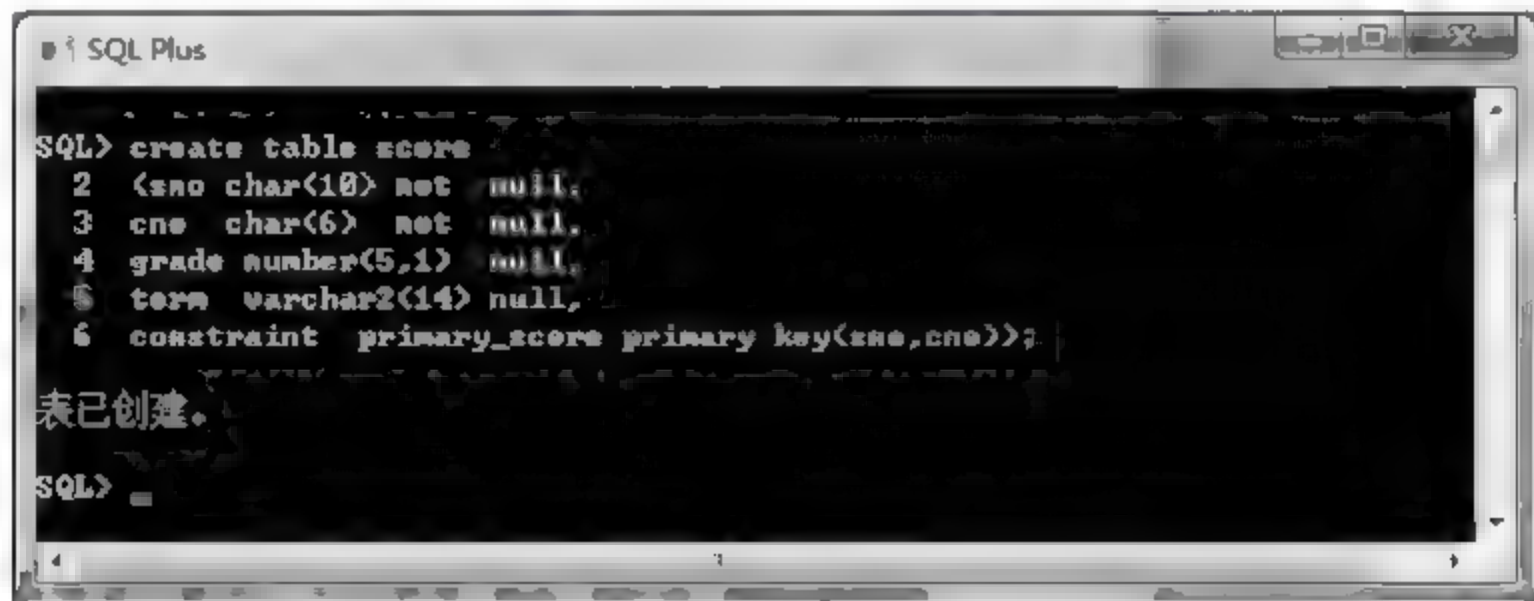 SQL Plus
SQL> create table score
2 (sno char(10) not null,
3 cno char(6) not null,
4 grade number(5,1) null,
5 term varchar2(14) null,
6 constraint primary_score primary key(sno,cno));
表已创建。
SQL>